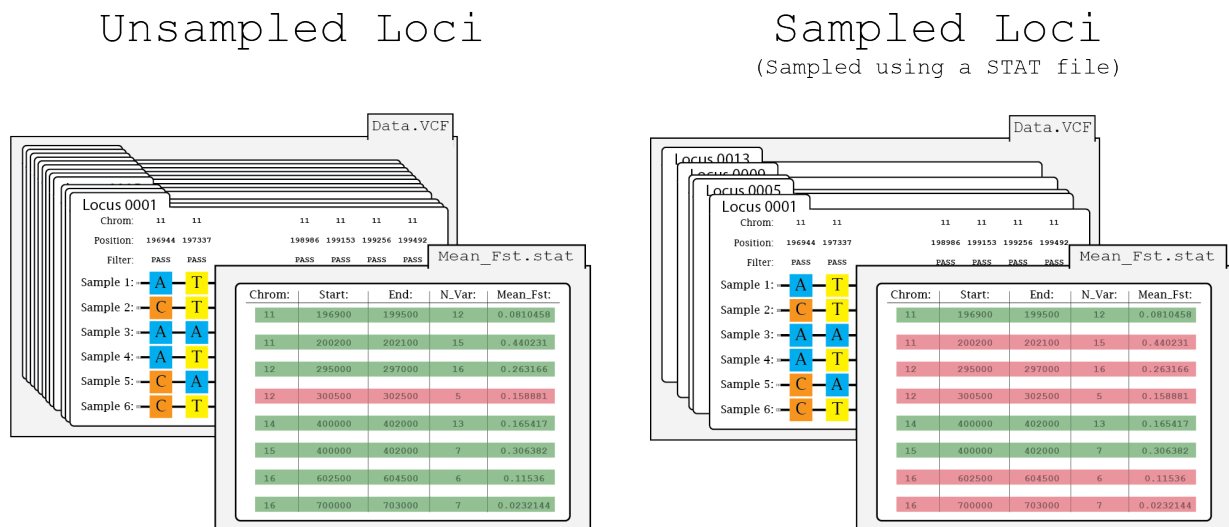 Unsampled Loci
Data.VCF
Locus 0001
Chrom: 11 11 11 11 11 11
Position: 196944 197337 198986 199153 199256 199492
Filter: PASS PASS PASS PASS PASS PASS
Sample 1: A T
Sample 2: C T
Sample 3: A A
Sample 4: A T
Sample 5: C A
Sample 6: C T
Mean_Fst.stat
Chrom: Start: End: N_Var: Mean_Fst:
11 196900 199500 12 0.0810458
11 200200 202100 15 0.440231
12 295000 297000 16 0.263166
12 300500 302500 5 0.158881
14 400000 402000 13 0.165417
15 400000 402000 7 0.306382
16 602500 604500 6 0.11536
16 700000 703000 7 0.0232144
Sampled Loci
(Sampled using a STAT file)
Data.VCF
Locus 0013
Locus 0009
Locus 0005
Locus 0001
Chrom: 11 11 11 11 11 11
Position: 196944 197337 198986 199153 199256 199492
Filter: PASS PASS PASS PASS PASS PASS
Sample 1: A T
Sample 2: C T
Sample 3: A A
Sample 4: A T
Sample 5: C A
Sample 6: C T
Mean_Fst.stat
Chrom: Start: End: N_Var: Mean_Fst:
11 196900 199500 12 0.0810458
11 200200 202100 15 0.440231
12 295000 297000 16 0.263166
12 300500 302500 5 0.158881
14 400000 402000 13 0.165417
15 400000 402000 7 0.306382
16 602500 604500 6 0.11536
16 700000 703000 7 0.0232144